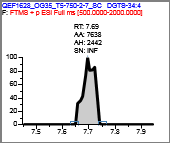 QEF1628_OG35_T5-750-2-7_SC DGTS-34:4
F: FTMS + p ESI Full ms [500.0000-2000.0000]
RT: 7.69
AA: 7638
AH: 2442
SN: INF
100
80
60
40
20
0
7.5 7.6 7.7 7.8 7.9